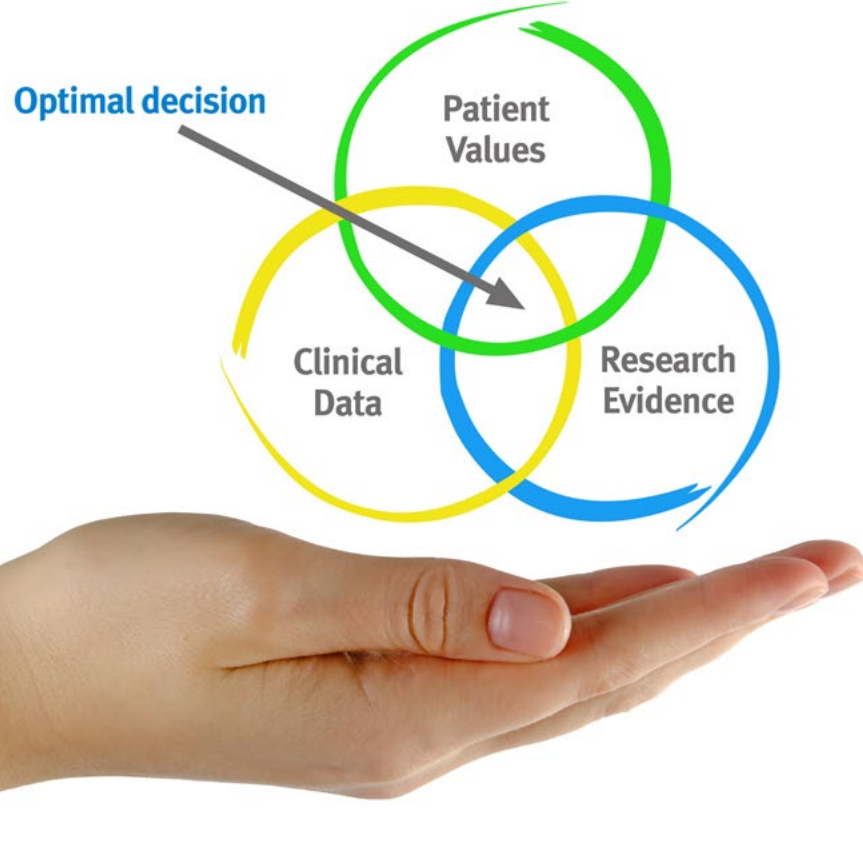 Optimal decision
Patient
Values
Clinical
Data
Research
Evidence